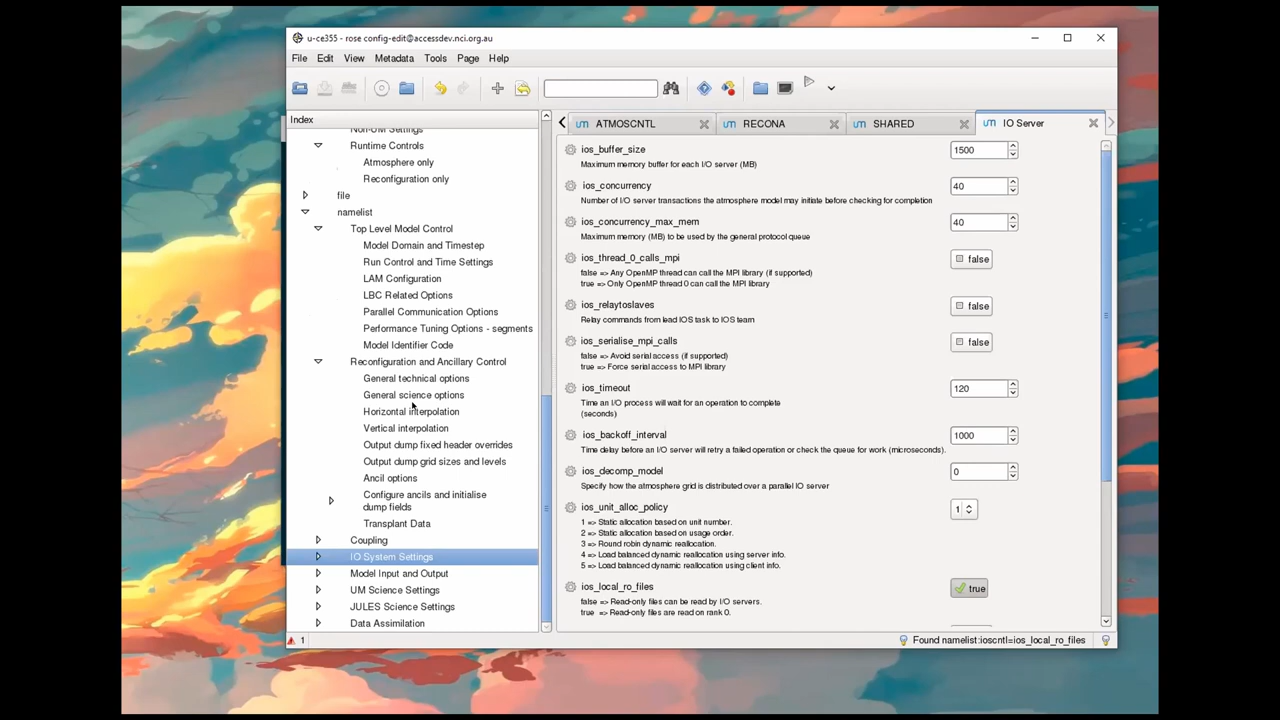 u-ce355 - rose config-edit@accessdev.nci.org.au
File Edit View Metadata Tools Page Help
Index
Non-UM Settings
Runtime Controls
Atmosphere only
Reconfiguration only
file
namelist
Top Level Model Control
Model Domain and Timestep
Run Control and Time Settings
LAM Configuration
LBC Related Options
Parallel Communication Options
Performance Tuning Options - segments
Model Identifier Code
Reconfiguration and Ancillary Control
General technical options
General science options
Horizontal interpolation
Vertical interpolation
Output dump fixed header overrides
Output dump grid sizes and levels
Ancil options
Configure ancils and initialise
dump fields
Transplant Data
Coupling
IO System Settings
Model Input and Output
UM Science Settings
JULES Science Settings
Data Assimilation
ATMOSCNTL RECONA SHARED IO Server
ios_buffer_size 1500
Maximum memory buffer for each I/O server (MB)
ios_concurrency 40
Number of I/O server transactions the atmosphere model may initiate before checking for completion
ios_concurrency_max_mem 40
Maximum memory (MB) to be used by the general protocol queue
ios_thread_0_calls_mpi false
false => Any OpenMP thread can call the MPI library (if supported)
true => Only OpenMP thread 0 can call the MPI library
ios_relaytoslaves false
Relay commands from lead IOS task to IOS team
ios_serialise_mpi_calls false
false => Avoid serial access (if supported)
true => Force serial access to MPI library
ios_timeout 120
Time an I/O process will wait for an operation to complete
(seconds)
ios_backoff_interval 1000
Time delay before an I/O server will retry a failed operation or check the queue for work (microseconds).
ios_decomp_model 0
Specify how the atmosphere grid is distributed over a parallel IO server
ios_unit_alloc_policy 1
1 => Static allocation based on unit number.
2 => Static allocation based on usage order.
3 => Round robin dynamic reallocation.
4 => Load balanced dynamic reallocation using server info.
5 => Load balanced dynamic reallocation using client info.
ios_local_ro_files true
false => Read-only files can be read by I/O servers.
true => Read-only files are read on rank 0.
1 Found namelist:ioscntl=ios_local_ro_files